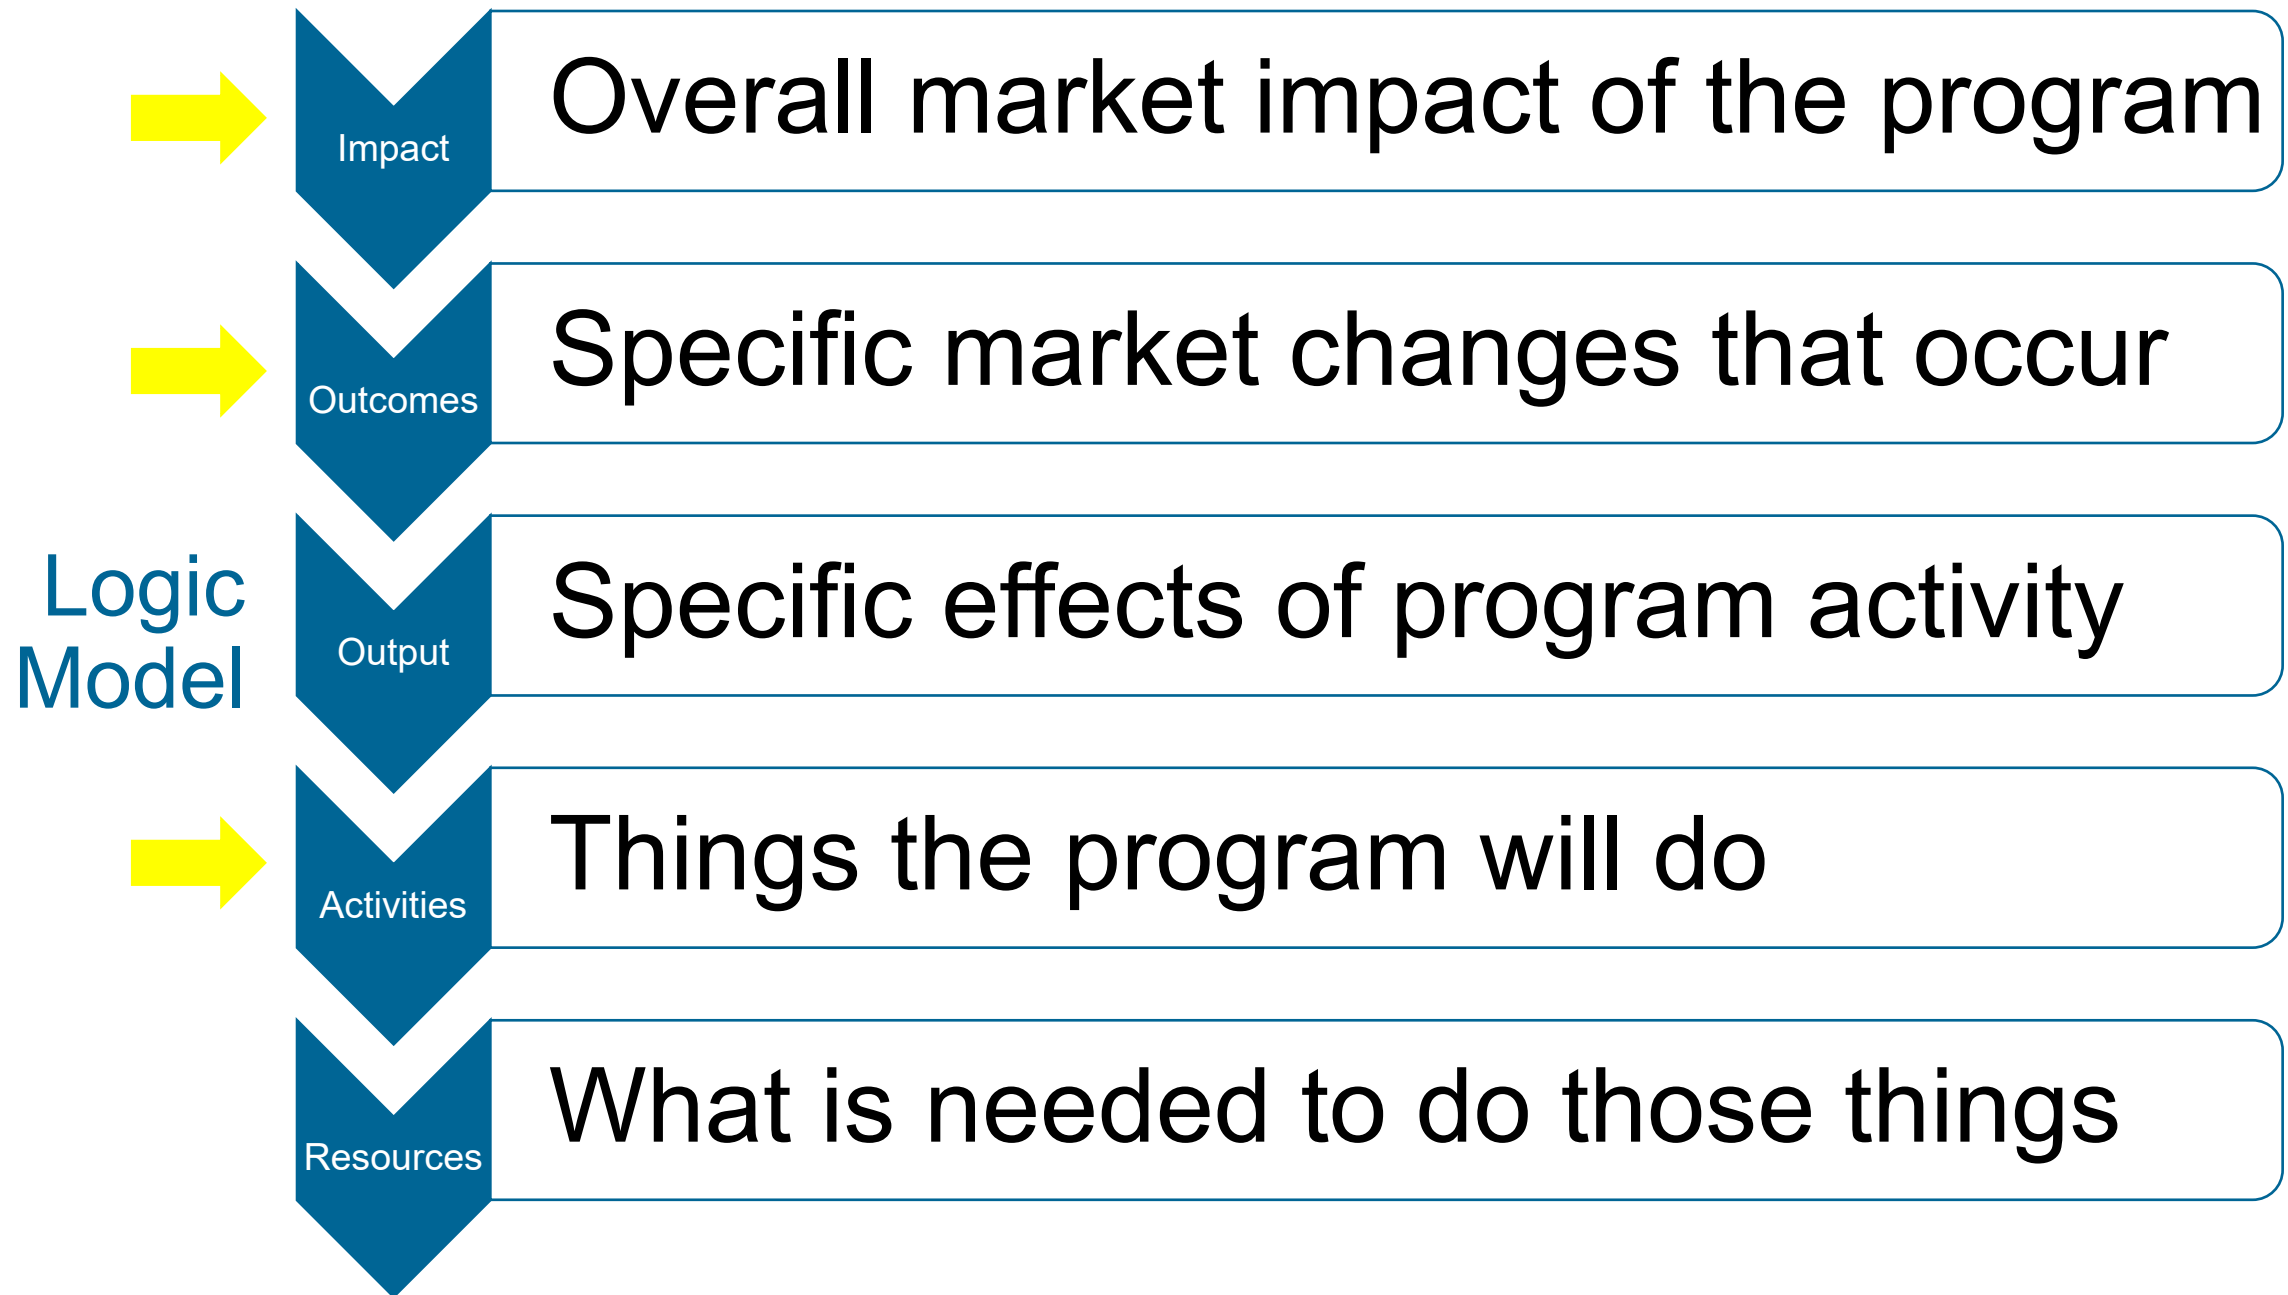 Impact
Overall market impact of the program
Outcomes
Specific market changes that occur
Logic
Model
Output
Specific effects of program activity
Activities
Things the program will do
Resources
What is needed to do those things